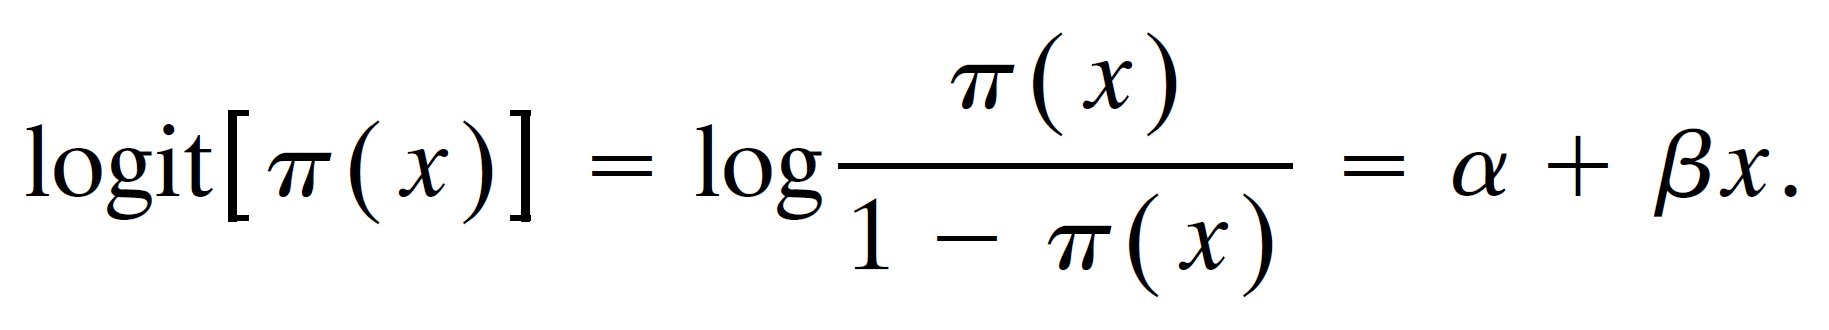 logit[π(x)] = log π(x) / 1 − π(x) = α + βx.